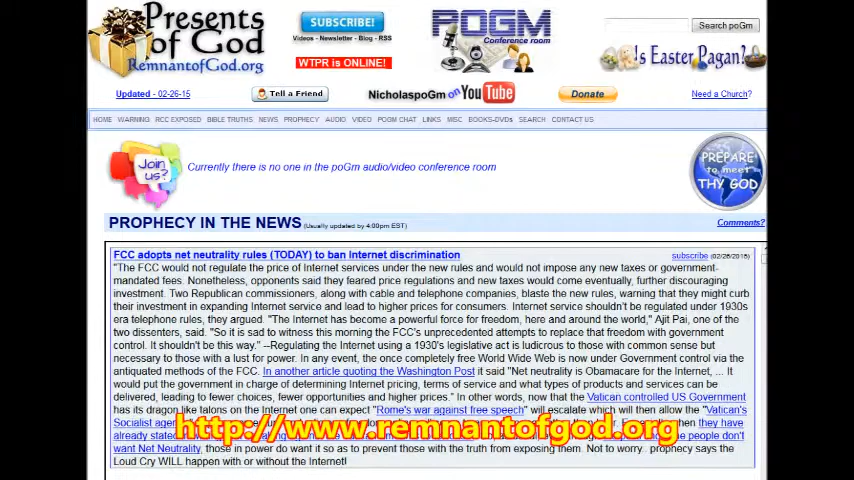 Presents
of God
RemnantofGod.org
SUBSCRIBE!
Videos - Newsletter - Blog - RSS
WTPR is ONLINE!
POGM
Conference room
Search poGm
Is Easter Pagan?
Updated - 02-26-15
Tell a Friend
NicholaspoGm on YouTube
Donate
Need a Church?
HOME WARNING RCC EXPOSED BIBLE TRUTHS NEWS PROPHECY AUDIO VIDEO POGM CHAT LINKS MISC BOOKS-DVDs SEARCH CONTACT US
Join us?
Currently there is no one in the poGm audio/video conference room
PREPARE
to meet
THY GOD
PROPHECY IN THE NEWS (Usually updated by 4:00pm EST)
Comments?
FCC adopts net neutrality rules (TODAY) to ban Internet discrimination
subscribe (02/26/2015)
"The FCC would not regulate the price of Internet services under the new rules and would not impose any new taxes or government-
mandated fees. Nonetheless, opponents said they feared price regulations and new taxes would come eventually, further discouraging
investment. Two Republican commissioners, along with cable and telephone companies, blaste the new rules, warning that they might curb
their investment in expanding Internet service and lead to higher prices for consumers. Internet service shouldn't be regulated under 1930s
era telephone rules, they argued. "The Internet has become a powerful force for freedom, here and around the world," Ajit Pai, one of the
two dissenters, said. "So it is sad to witness this morning the FCC's unprecedented attempts to replace that freedom with government
control. It shouldn't be this way." --Regulating the Internet using a 1930's legislative act is ludicrous to those with common sense but
necessary to those with a lust for power. In any event, the once completely free World Wide Web is now under Government control via the
antiquated methods of the FCC. In another article quoting the Washington Post it said "Net neutrality is Obamacare for the Internet, ... It
would put the government in charge of determining Internet pricing, terms of service and what types of products and services can be
delivered, leading to fewer choices, fewer opportunities and higher prices." In other words, now that the Vatican controlled US Government
has its dragon like talons on the Internet one can expect "Rome's war against free speech" will escalate which will then allow the "Vatican's
Socialist agen they have
already stated people don't
want Net Neutrality, those in power do want it so as to prevent those with the truth from exposing them. Not to worry.. prophecy says the
Loud Cry WILL happen with or without the Internet!
http://www.remnantofgod.org